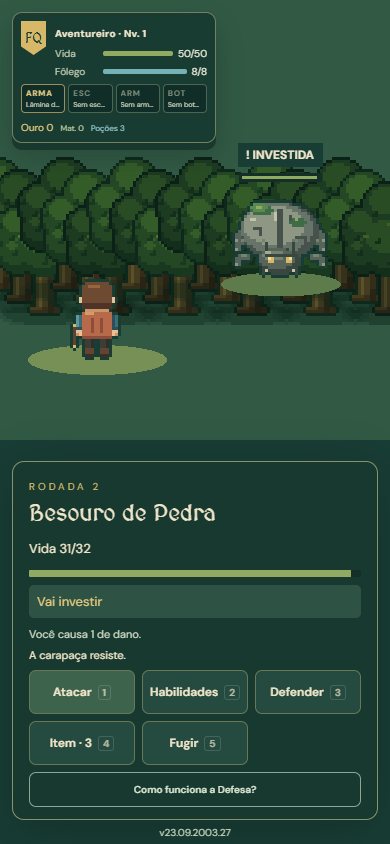 FQ
Aventureiro · Nv. 1
Vida 50/50
Fôlego 8/8
ARMA ESC ARM BOT
Lâmina d... Sem esc... Sem arm... Sem bot...
Ouro 0 Mat. 0 Poções 3
! INVESTIDA
RODADA 2
Besouro de Pedra
Vida 31/32
Vai investir
Você causa 1 de dano.
A carapaça resiste.
Atacar 1 Habilidades 2 Defender 3
Item · 3 4 Fugir 5
Como funciona a Defesa?
v23.09.2003.27